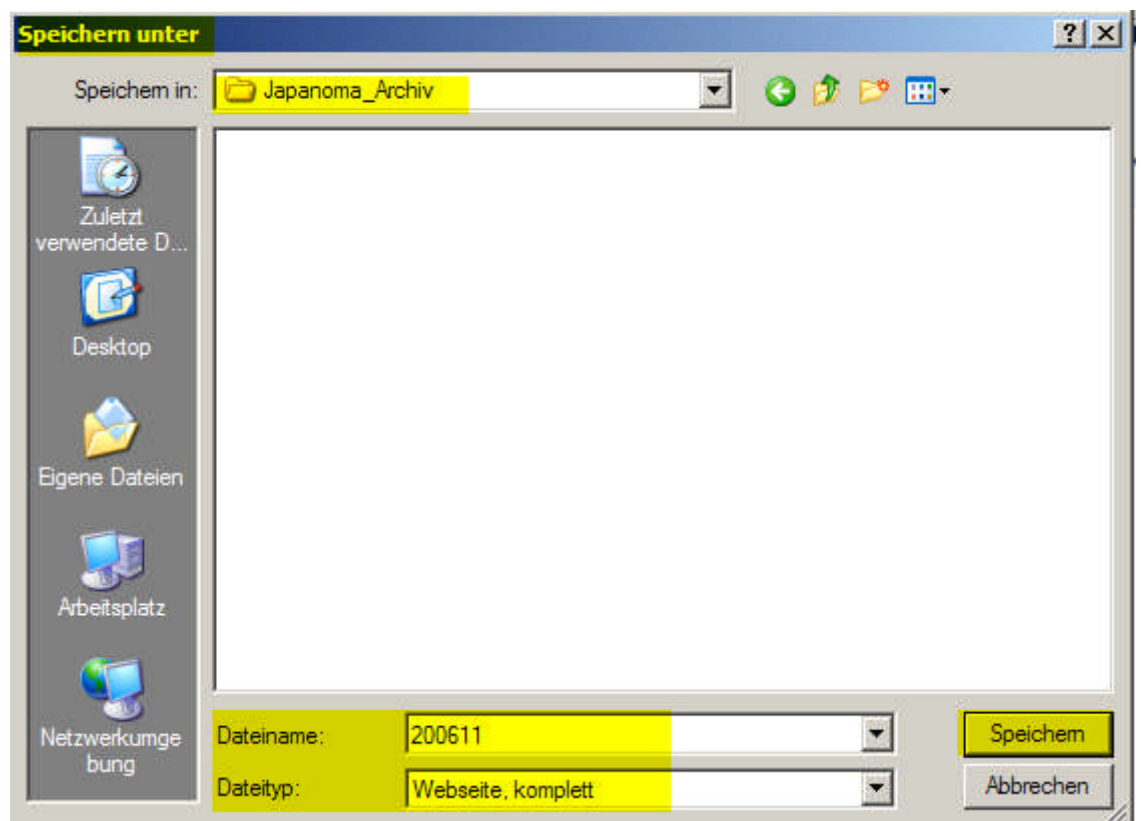 Speichern unter
Speichern in:
Japanoma_Archiv
Zuletzt
verwendete D...
Desktop
Eigene Dateien
Arbeitsplatz
Netzwerkumge
bung
Dateiname:
200611
Speichern
Dateityp:
Webseite, komplett
Abbrechen